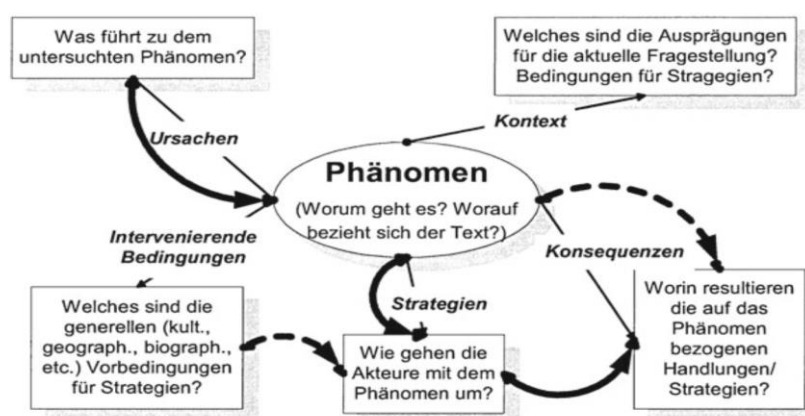 Was führt zu dem
untersuchten Phänomen?
Welches sind die Ausprägungen
für die aktuelle Fragestellung?
Bedingungen für Stragegien?
Ursachen
Kontext
Phänomen
(Worum geht es? Worauf
bezieht sich der Text?)
Intervenierende
Bedingungen
Konsequenzen
Strategien
Welches sind die
generellen (kult.,
geograph., biograph.,
etc.) Vorbedingungen
für Strategien?
Wie gehen die
Akteure mit dem
Phänomen um?
Worin resultieren
die auf das
Phänomen
bezogenen
Handlungen/
Strategien?